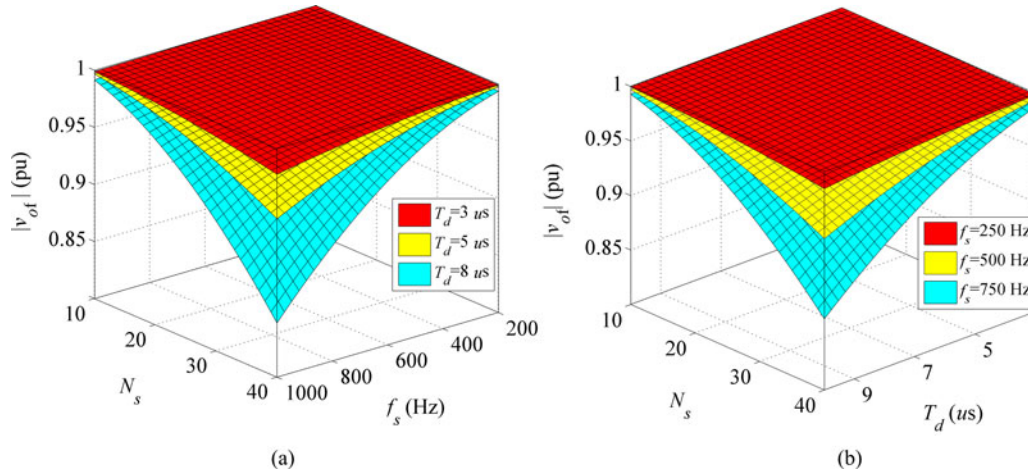 |v_of| (pu)
1
0.95
0.9
0.85
10
20
30
40
N_s
1000
800
600
400
200
f_s (Hz)
T_d=3 us
T_d=5 us
T_d=8 us
(a)
|v_of| (pu)
1
0.95
0.9
0.85
10
20
30
40
N_s
9
7
5
T_d (us)
f_s=250 Hz
f_s=500 Hz
f_s=750 Hz
(b)